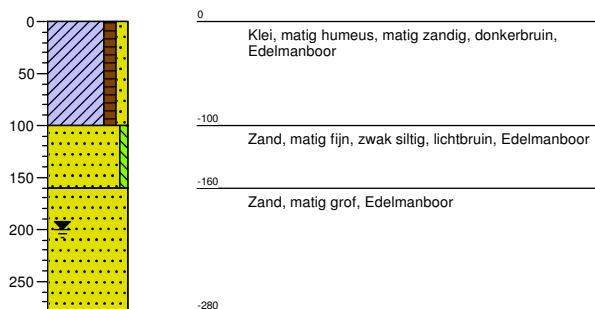 0
50
100
150
200
250
0
Klei, matig humeus, matig zandig, donkerbruin,
Edelmanboor
-100
Zand, matig fijn, zwak siltig, lichtbruin, Edelmanboor
-160
Zand, matig grof, Edelmanboor
-280